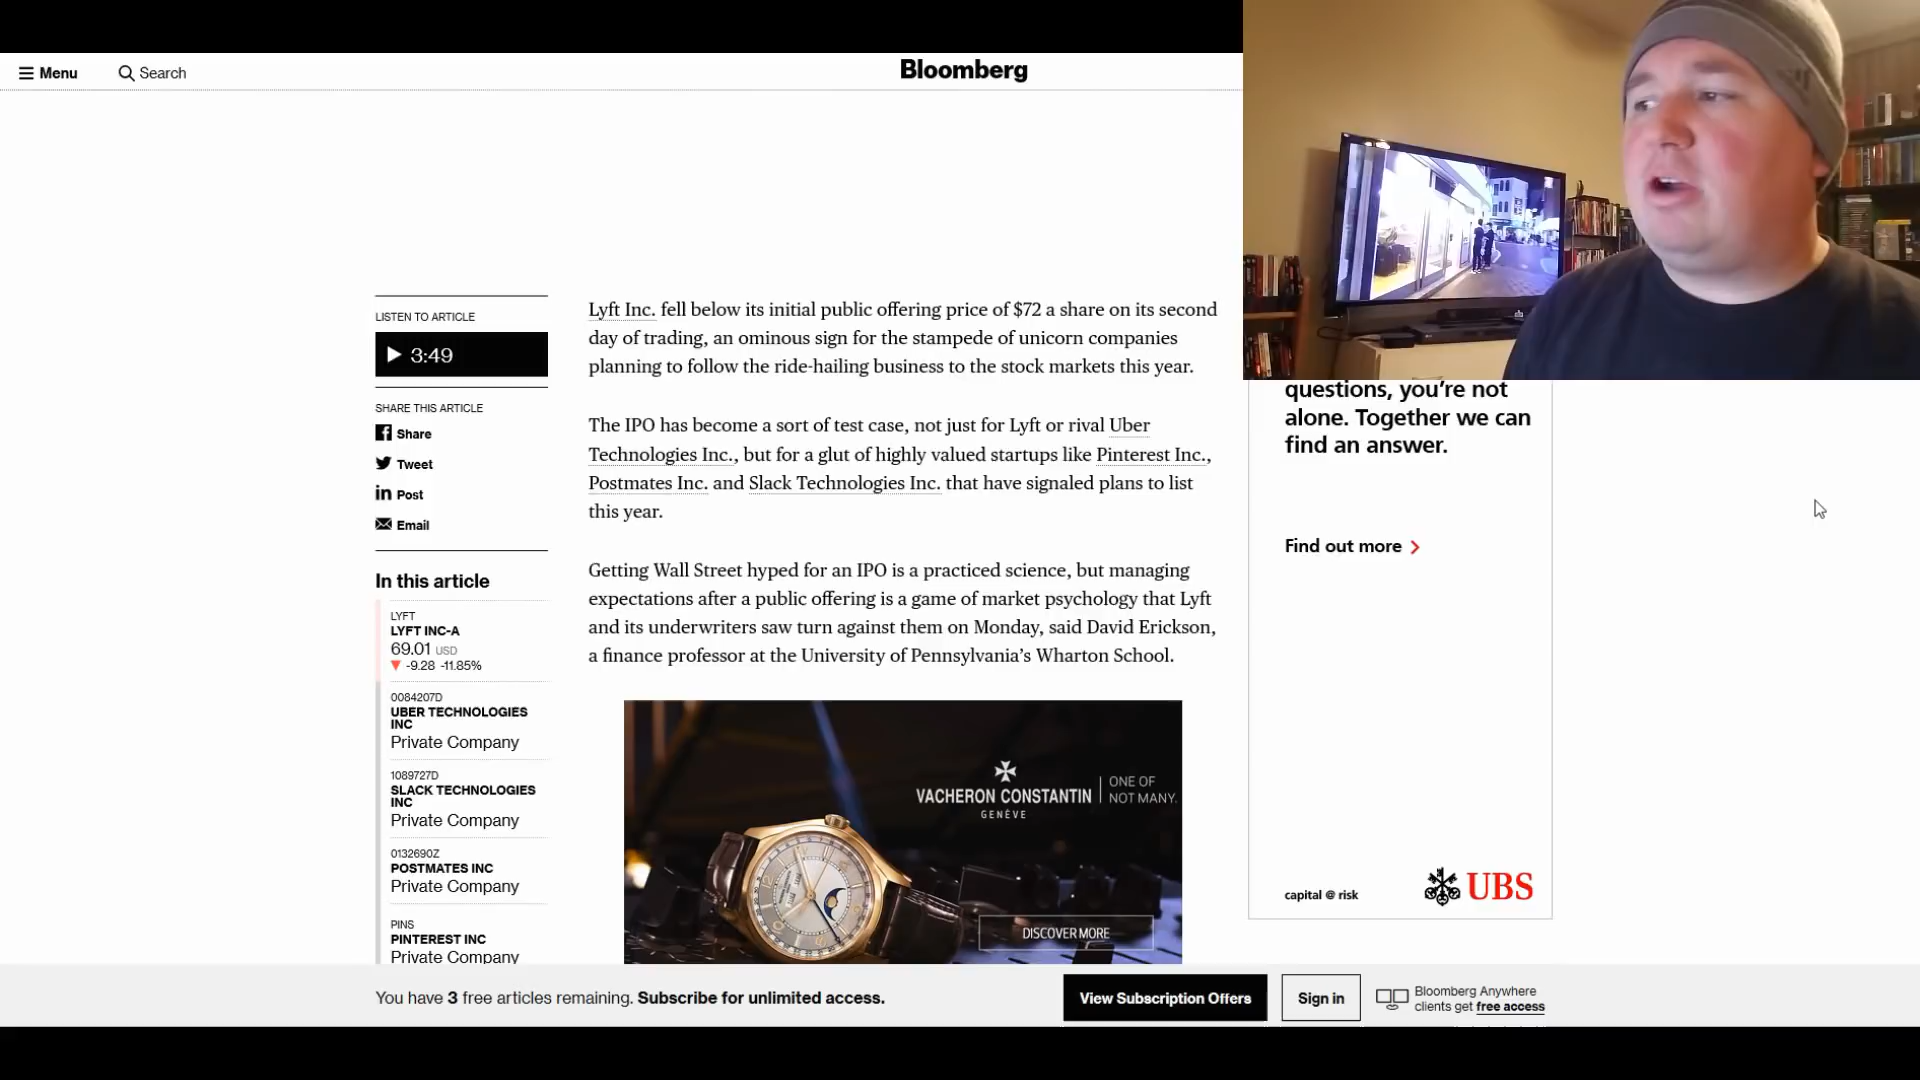 Menu
Search
Bloomberg
LISTEN TO ARTICLE
3:49
SHARE THIS ARTICLE
Share
Tweet
Post
Email
In this article
LYFT
LYFT INC-A
69.01 USD
▼ -9.28 -11.85%
0084207D
UBER TECHNOLOGIES
INC
Private Company
1089727D
SLACK TECHNOLOGIES
INC
Private Company
0132690Z
POSTMATES INC
Private Company
PINS
PINTEREST INC
Private Company
Lyft Inc. fell below its initial public offering price of $72 a share on its second
day of trading, an ominous sign for the stampede of unicorn companies
planning to follow the ride-hailing business to the stock markets this year.
The IPO has become a sort of test case, not just for Lyft or rival Uber
Technologies Inc., but for a glut of highly valued startups like Pinterest Inc.,
Postmates Inc. and Slack Technologies Inc. that have signaled plans to list
this year.
Getting Wall Street hyped for an IPO is a practiced science, but managing
expectations after a public offering is a game of market psychology that Lyft
and its underwriters saw turn against them on Monday, said David Erickson,
a finance professor at the University of Pennsylvania's Wharton School.
VACHERON CONSTANTIN
GENÈVE
ONE OF
NOT MANY.
DISCOVER MORE
questions, you're not
alone. Together we can
find an answer.
Find out more
capital @ risk
UBS
You have 3 free articles remaining. Subscribe for unlimited access.
View Subscription Offers
Sign in
Bloomberg Anywhere
clients get free access